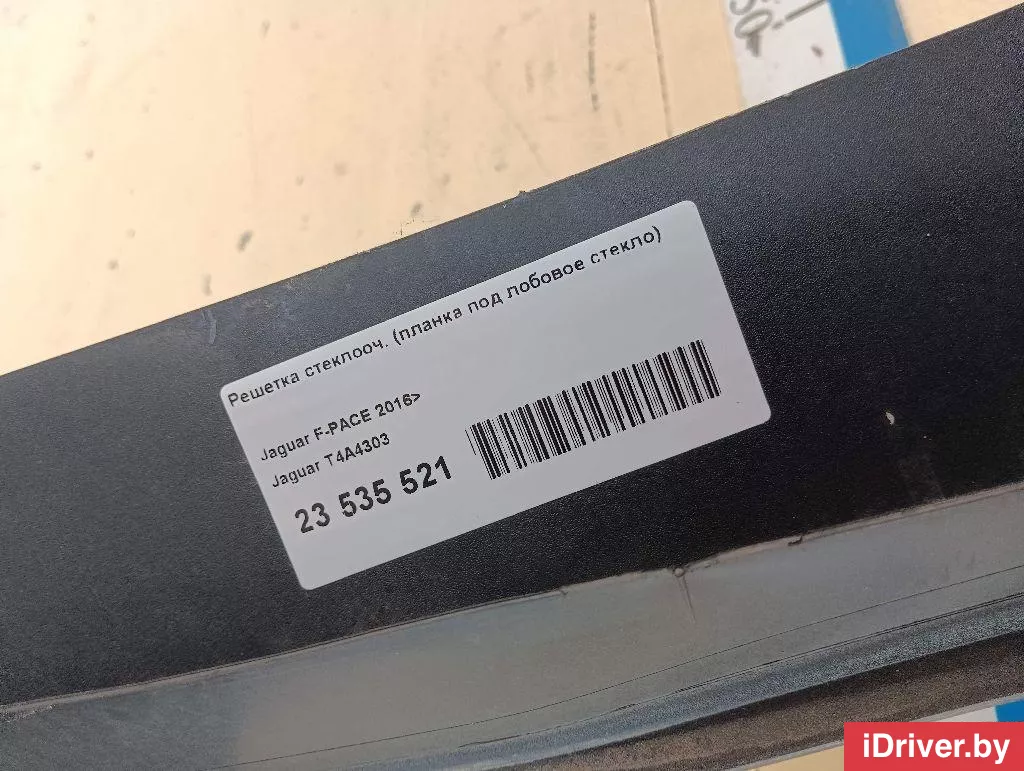 Решетка стеклооч. (планка под лобовое стекло)
Jaguar F-PACE 2016>
Jaguar T4A4303
23 535 521
iDriver.by